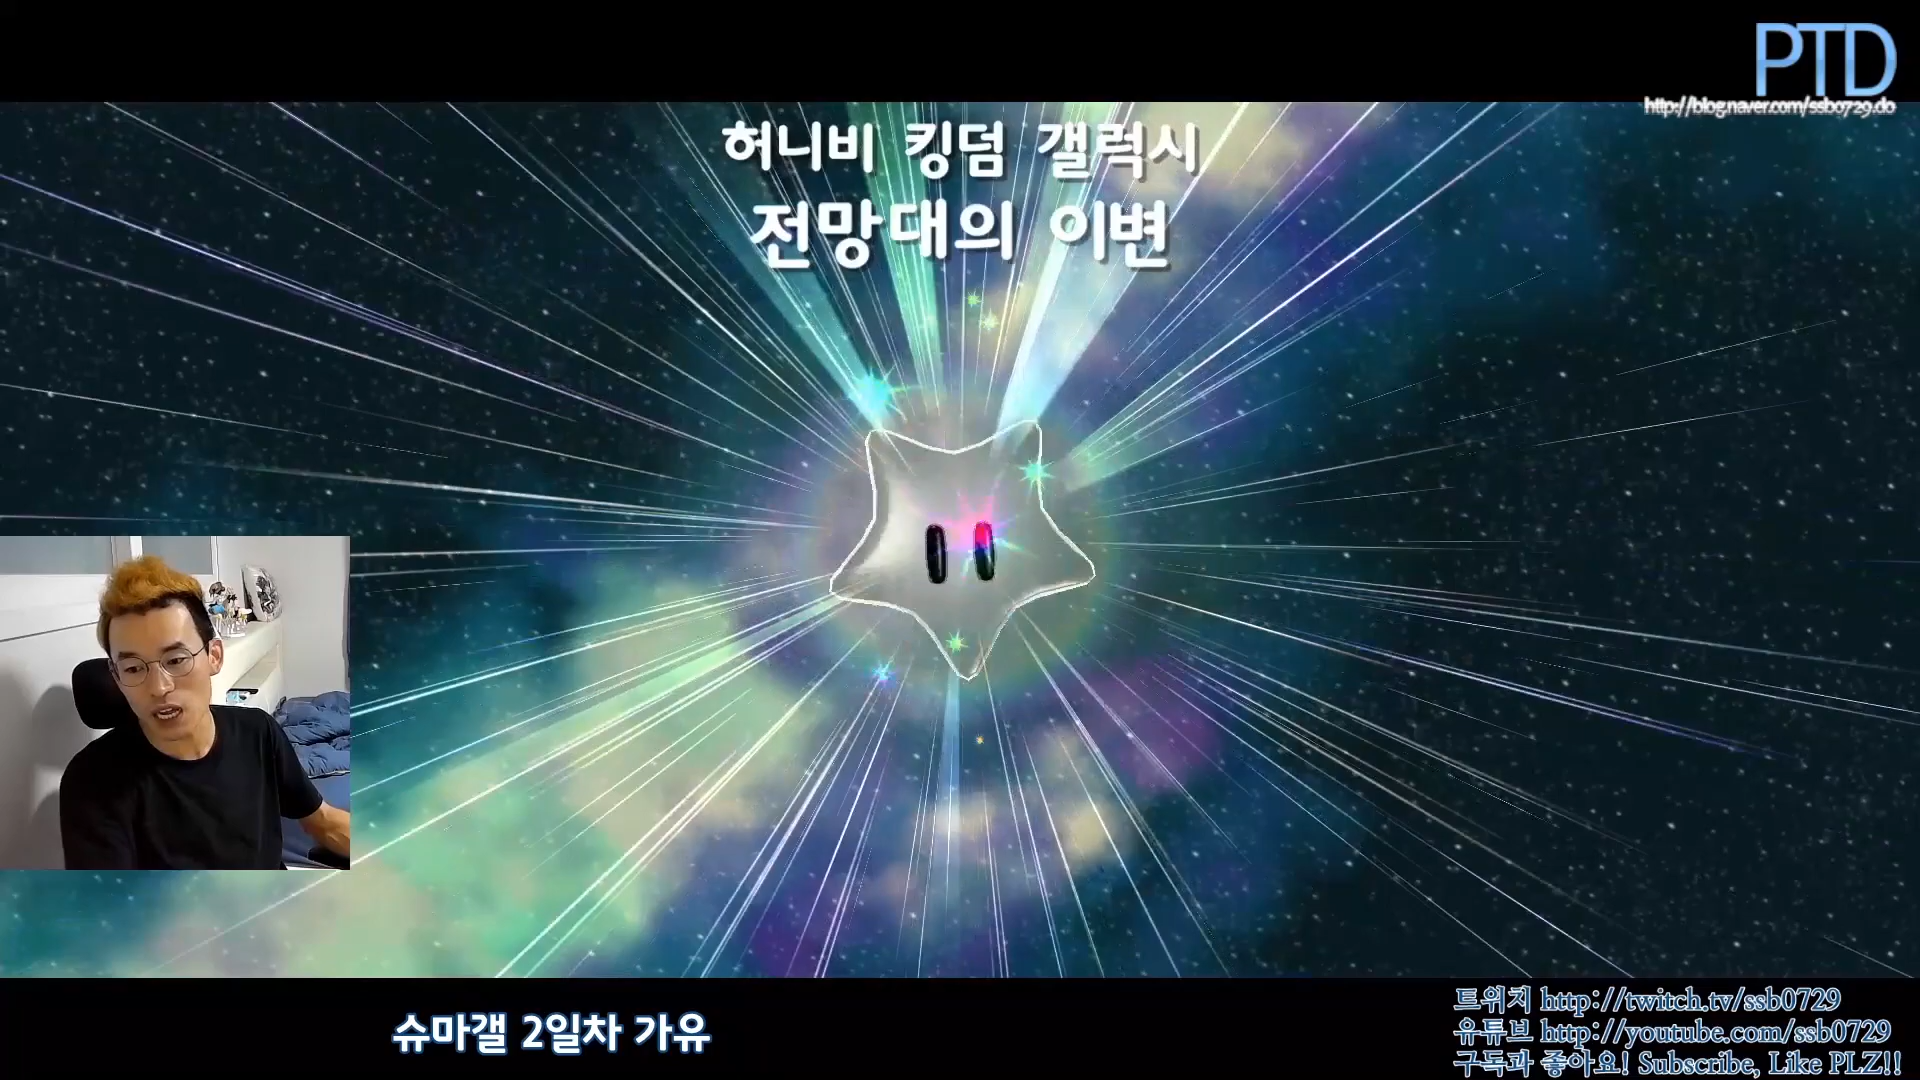 PTD
http://blog.naver.com/ssb0729.do
허니비 킹덤 갤럭시
전망대의 이변
슈마갤 2일차 가유
트위치 http://twitch.tv/ssb0729
유튜브 http://youtube.com/ssb0729
구독과 좋아요! Subscribe, Like PLZ!!